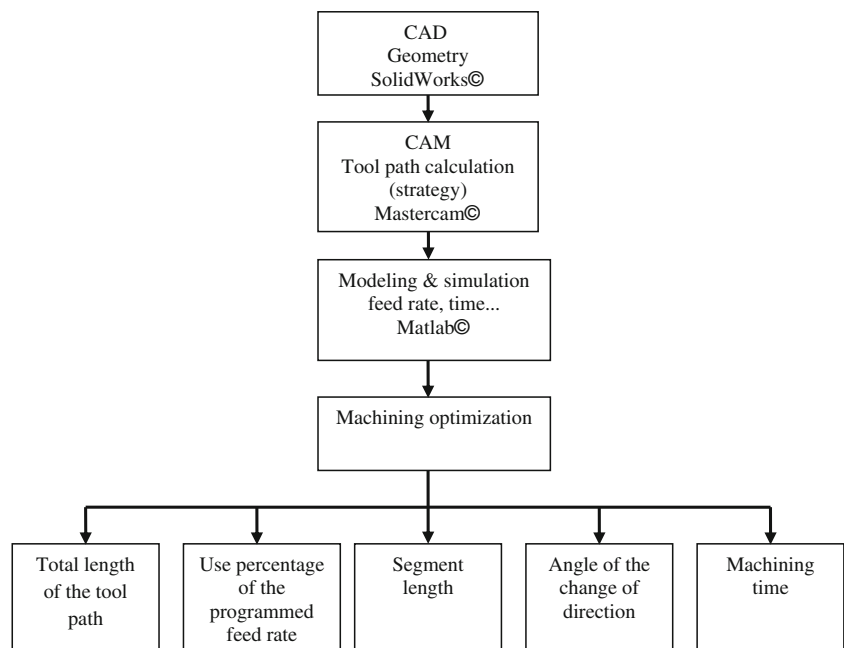 CAD
Geometry
SolidWorks©
CAM
Tool path calculation
(strategy)
Mastercam©
Modeling & simulation
feed rate, time...
Matlab©
Machining optimization
Total length
of the tool
path
Use percentage
of the
programmed
feed rate
Segment
length
Angle of the
change of
direction
Machining
time